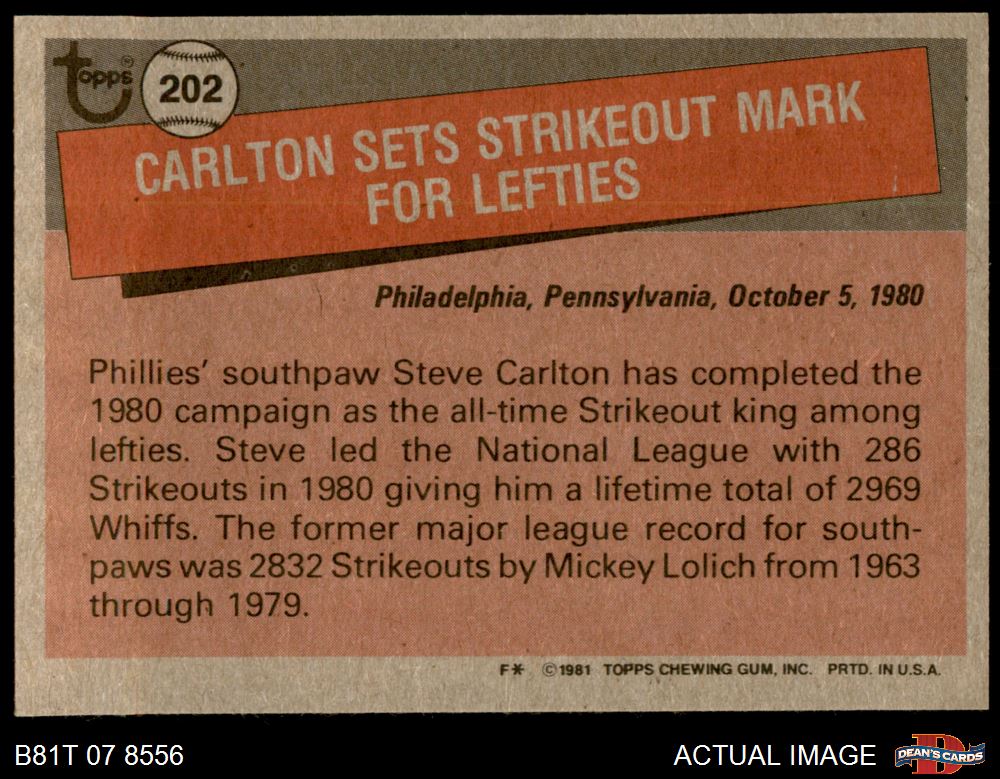 Topps®
202
CARLTON SETS STRIKEOUT MARK
FOR LEFTIES
Philadelphia, Pennsylvania, October 5, 1980
Phillies' southpaw Steve Carlton has completed the
1980 campaign as the all-time Strikeout king among
lefties. Steve led the National League with 286
Strikeouts in 1980 giving him a lifetime total of 2969
Whiffs. The former major league record for south-
paws was 2832 Strikeouts by Mickey Lolich from 1963
through 1979.
F* ©1981 TOPPS CHEWING GUM, INC. PRTD. IN U.S.A.
B81T 07 8556
ACTUAL IMAGE
D
DEAN'S CARDS